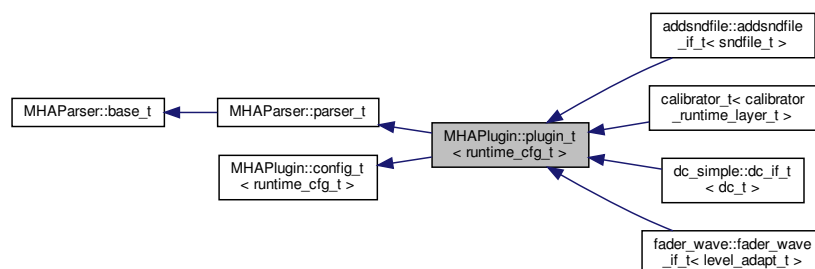 addsndfile::addsndfile
_if_t< sndfile_t >
MHAParser::base_t
MHAParser::parser_t
calibrator_t< calibrator
_runtime_layer_t >
MHAPlugin::plugin_t
< runtime_cfg_t >
MHAPlugin::config_t
< runtime_cfg_t >
dc_simple::dc_if_t
< dc_t >
fader_wave::fader_wave
_if_t< level_adapt_t >